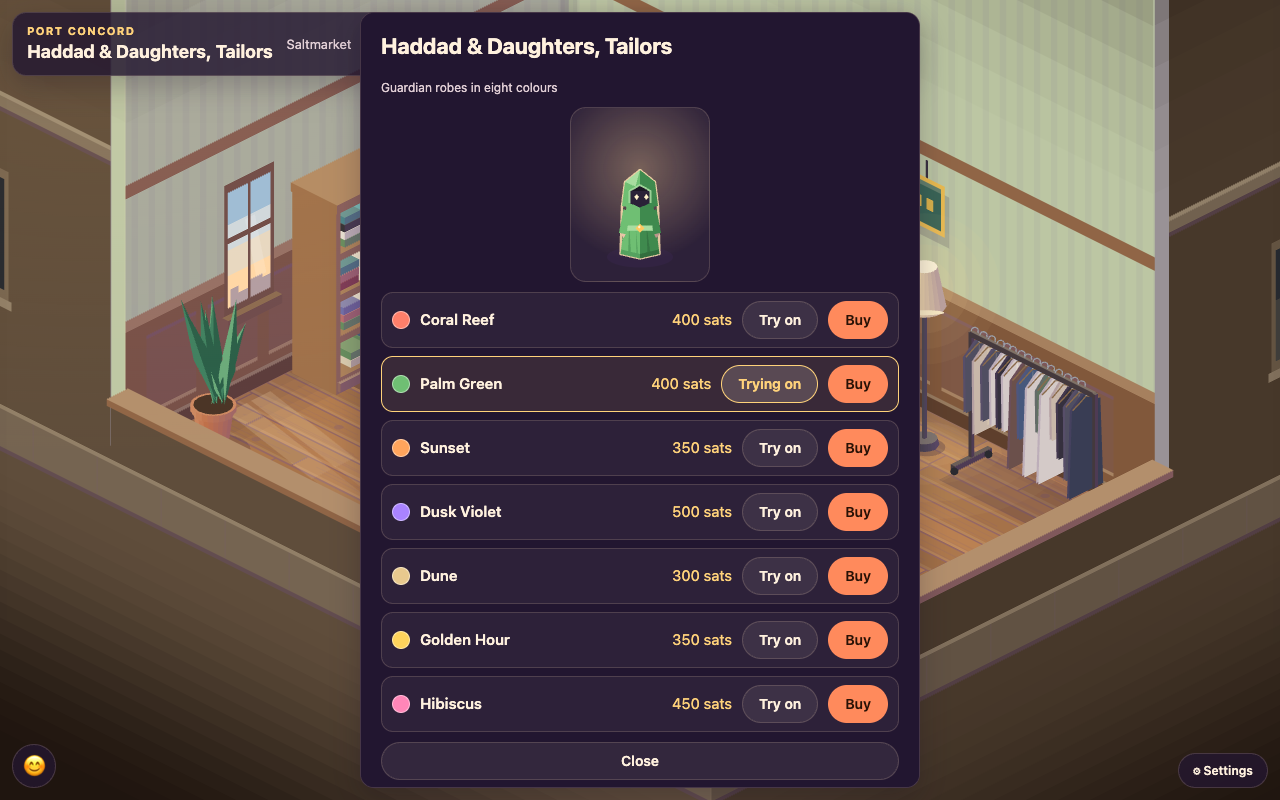 PORT CONCORD
Haddad & Daughters, Tailors
Saltmarket
Haddad & Daughters, Tailors
Guardian robes in eight colours
Coral Reef 400 sats Try on Buy
Palm Green 400 sats Trying on Buy
Sunset 350 sats Try on Buy
Dusk Violet 500 sats Try on Buy
Dune 300 sats Try on Buy
Golden Hour 350 sats Try on Buy
Hibiscus 450 sats Try on Buy
Close
Settings